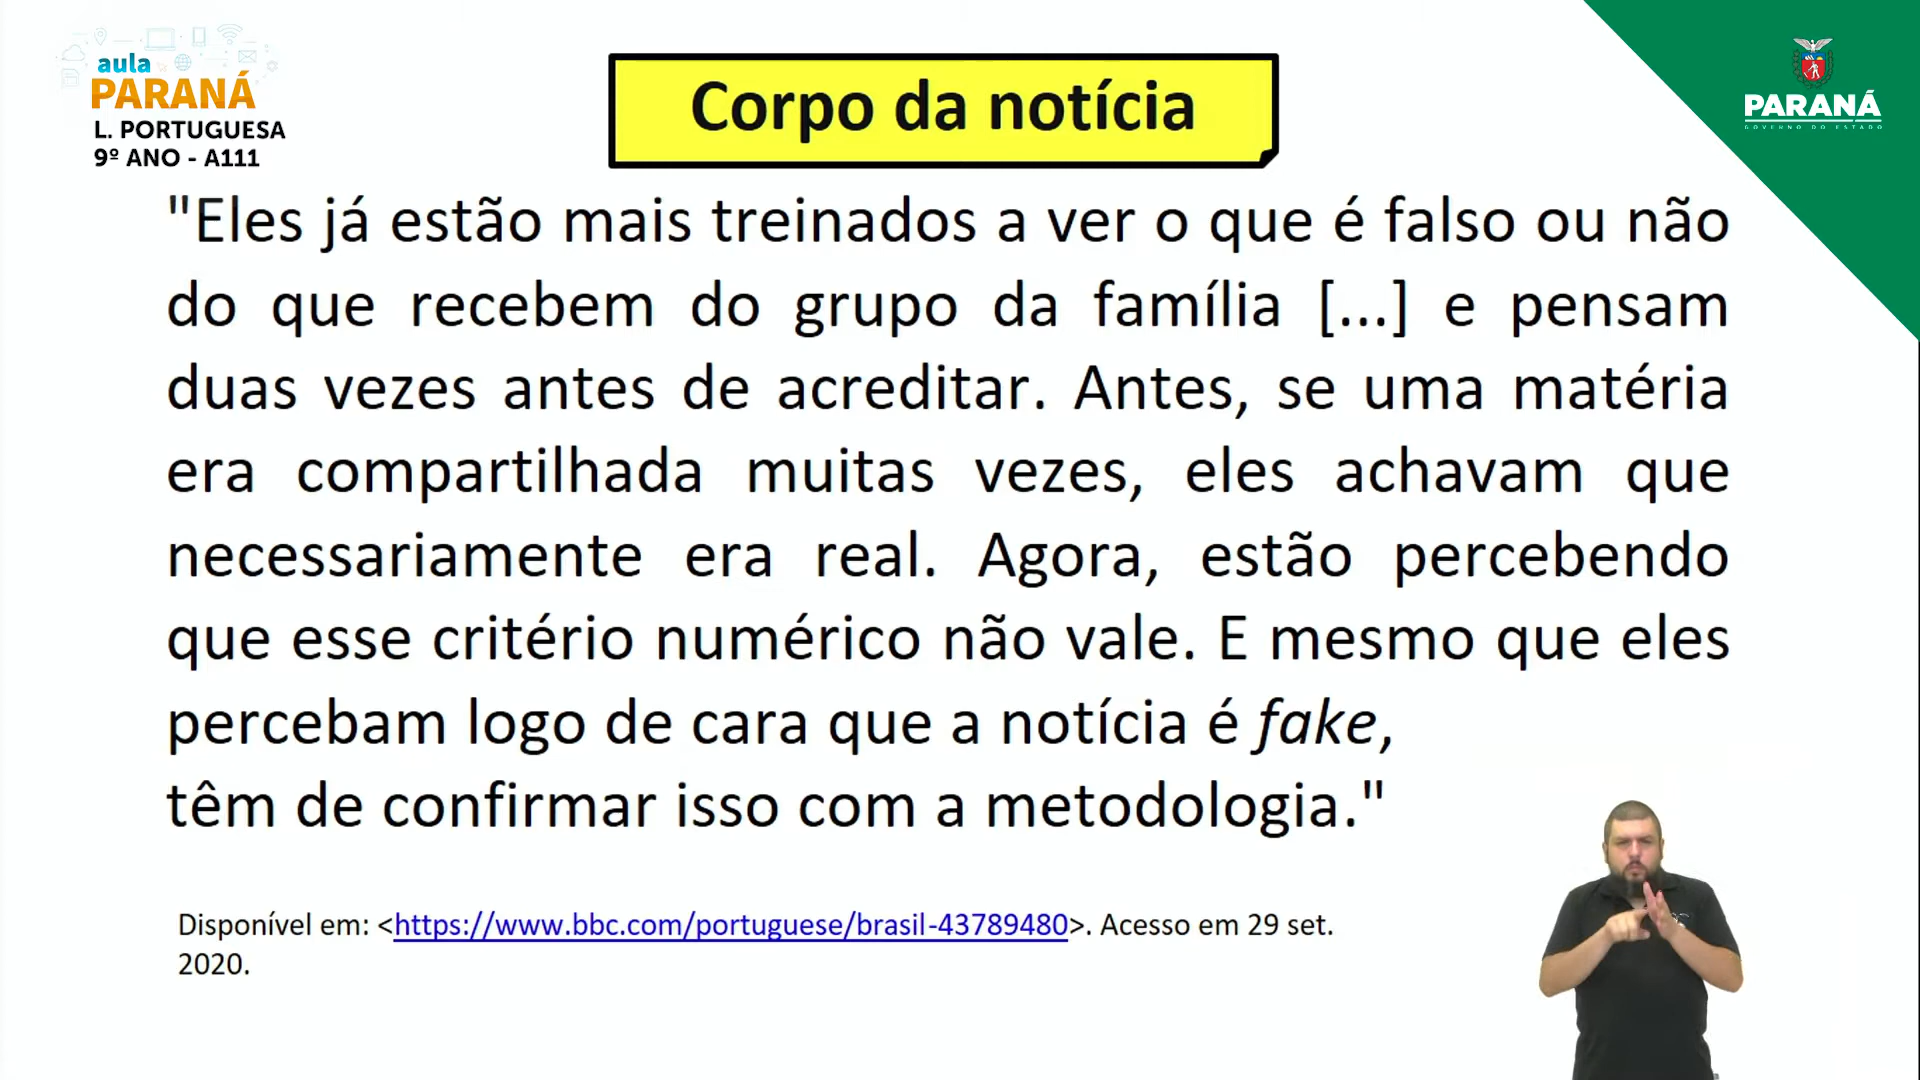 aula
PARANÁ
L. PORTUGUESA
9º ANO - A111
Corpo da notícia
PARANÁ
GOVERNO DO ESTADO
"Eles já estão mais treinados a ver o que é falso ou não
do que recebem do grupo da família [...] e pensam
duas vezes antes de acreditar. Antes, se uma matéria
era compartilhada muitas vezes, eles achavam que
necessariamente era real. Agora, estão percebendo
que esse critério numérico não vale. E mesmo que eles
percebam logo de cara que a notícia é fake,
têm de confirmar isso com a metodologia."
Disponível em: <https://www.bbc.com/portuguese/brasil-43789480>. Acesso em 29 set.
2020.